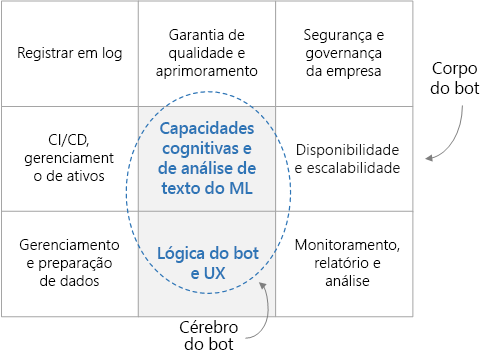 Registrar em log
Garantia de
qualidade e
aprimoramento
Segurança e
governança
da empresa
Corpo
do bot
CI/CD,
gerenciament
o de ativos
Capacidades
cognitivas e
de análise de
texto do ML
Disponibilidade
e escalabilidade
Gerenciamento
e preparação
de dados
Lógica do bot
e UX
Monitoramento,
relatório e
análise
Cérebro
do bot